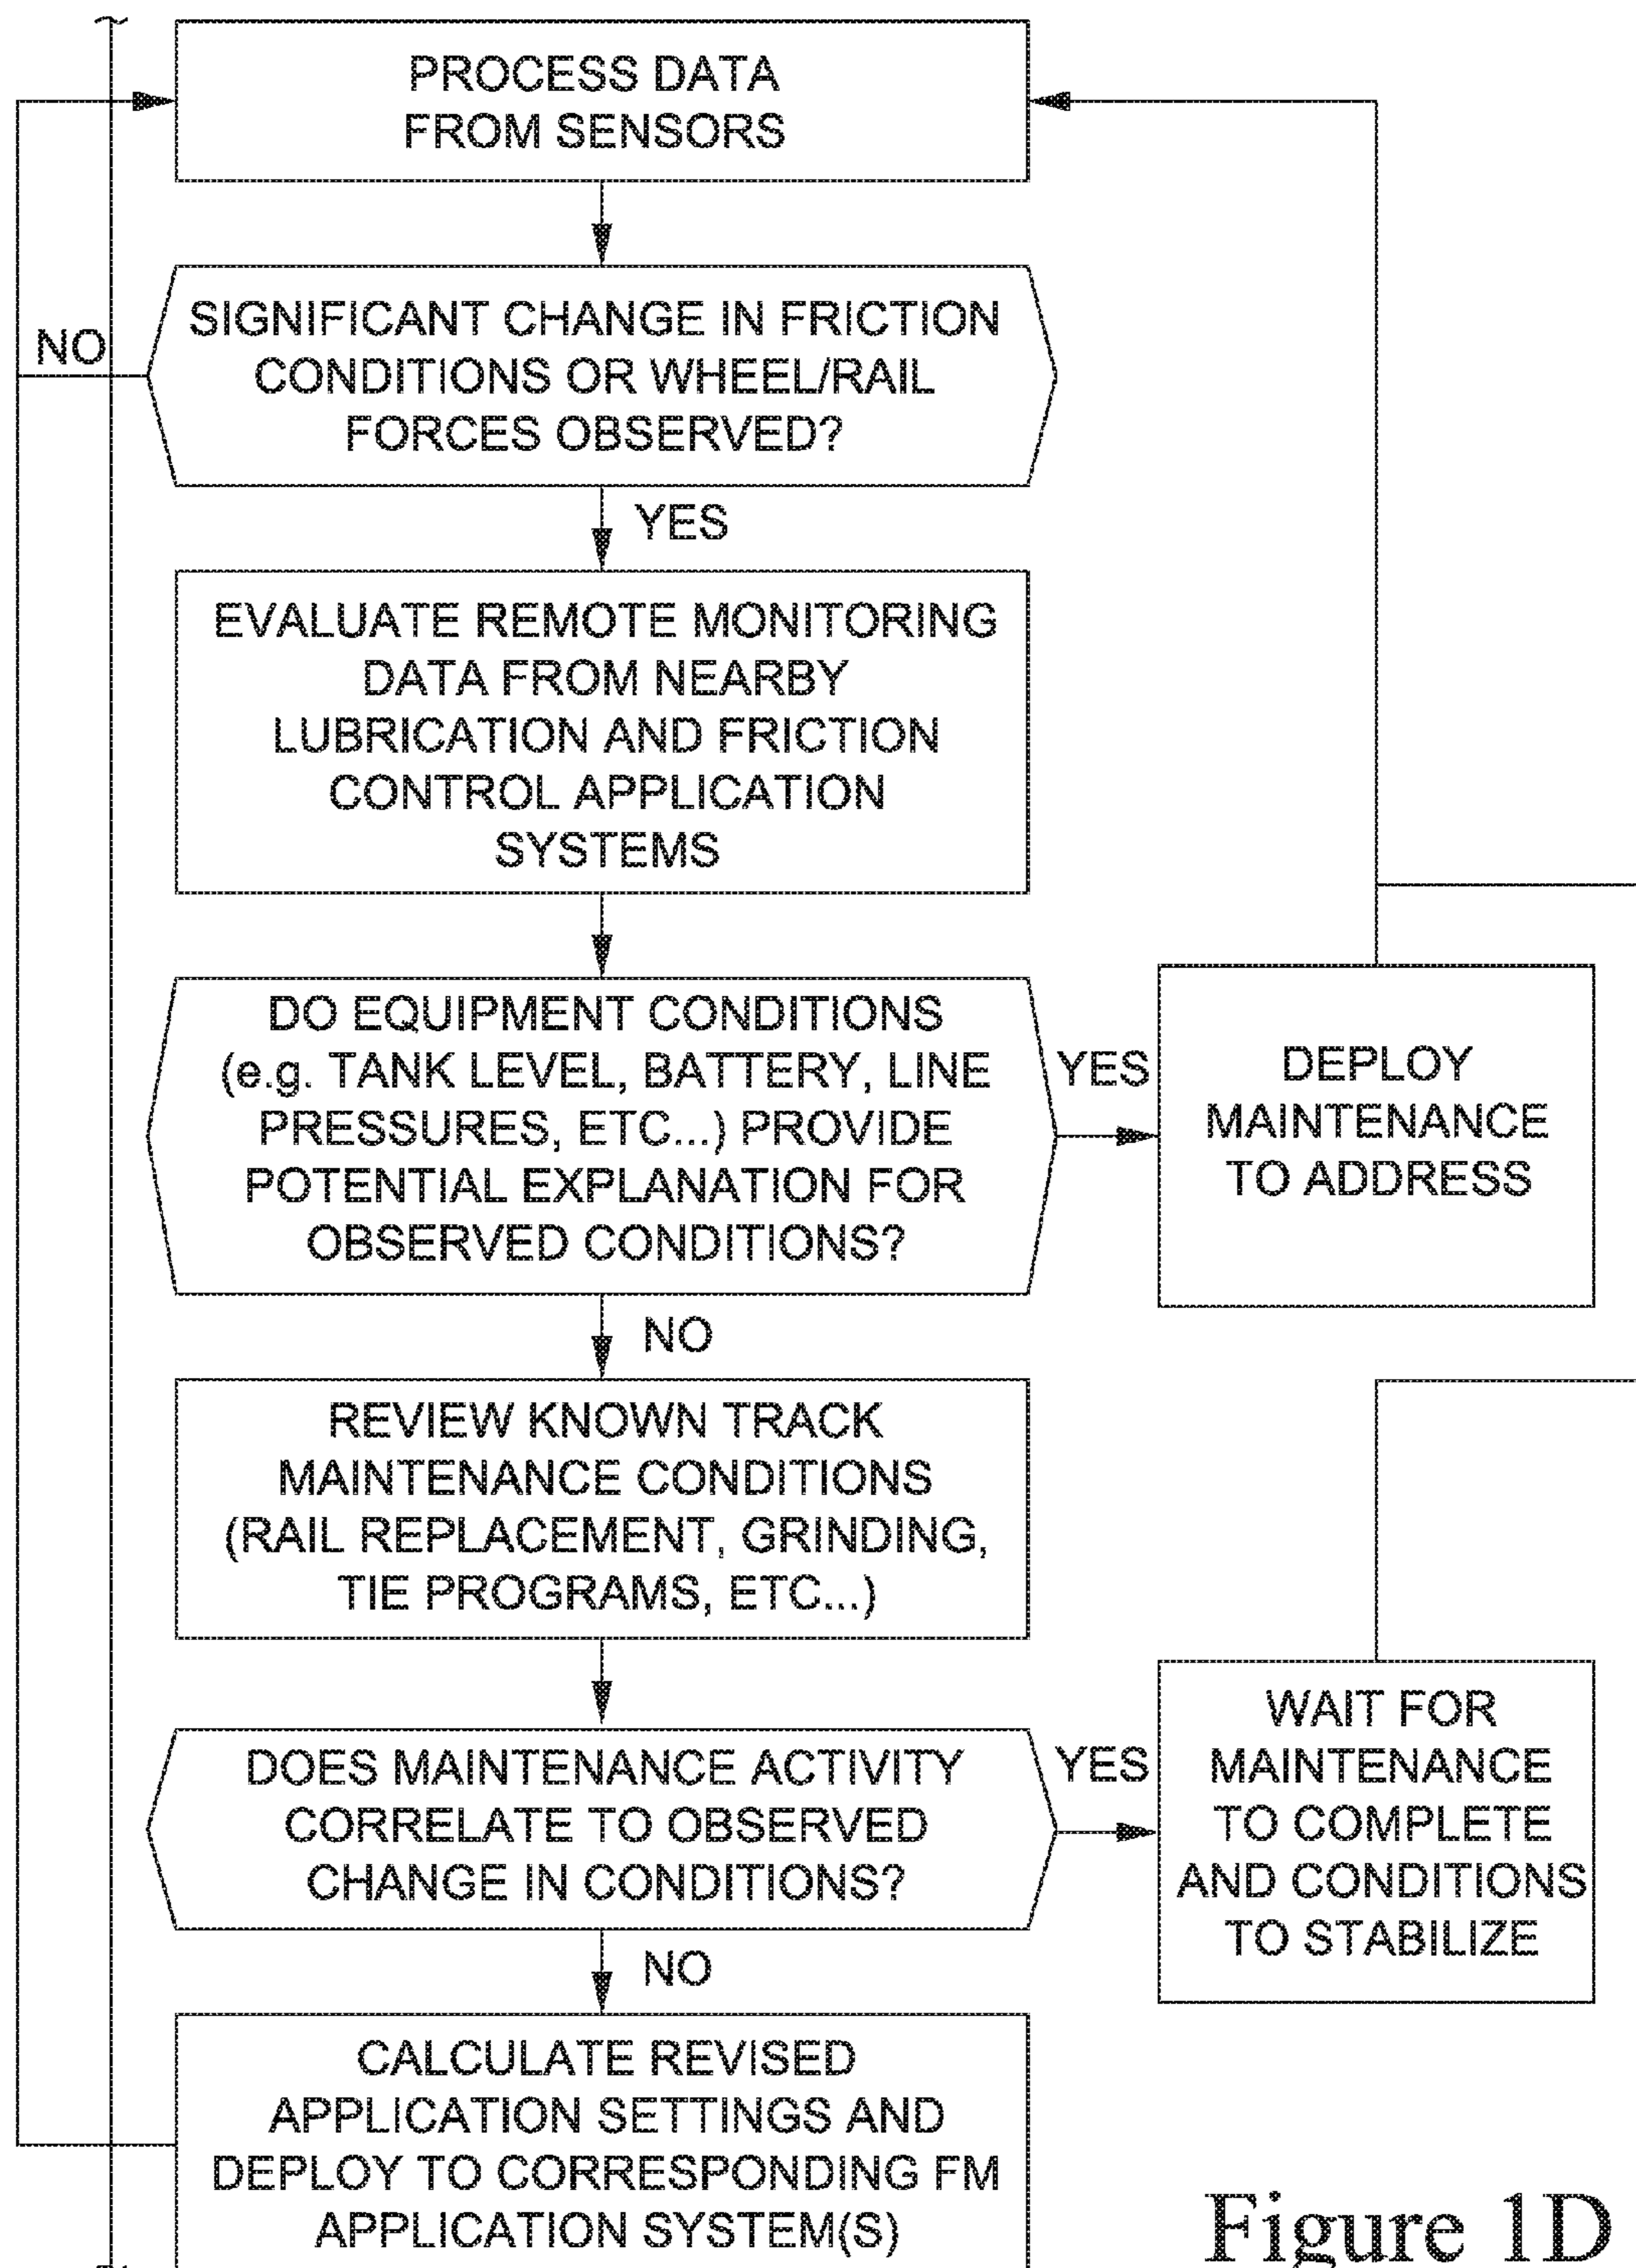 PROCESS DATA
FROM SENSORS
SIGNIFICANT CHANGE IN FRICTION
CONDITIONS OR WHEEL/RAIL
FORCES OBSERVED?
NO
YES
EVALUATE REMOTE MONITORING
DATA FROM NEARBY
LUBRICATION AND FRICTION
CONTROL APPLICATION
SYSTEMS
DO EQUIPMENT CONDITIONS
(e.g. TANK LEVEL, BATTERY, LINE
PRESSURES, ETC...) PROVIDE
POTENTIAL EXPLANATION FOR
OBSERVED CONDITIONS?
YES
DEPLOY
MAINTENANCE
TO ADDRESS
NO
REVIEW KNOWN TRACK
MAINTENANCE CONDITIONS
(RAIL REPLACEMENT, GRINDING,
TIE PROGRAMS, ETC...)
DOES MAINTENANCE ACTIVITY
CORRELATE TO OBSERVED
CHANGE IN CONDITIONS?
YES
WAIT FOR
MAINTENANCE
TO COMPLETE
AND CONDITIONS
TO STABILIZE
NO
CALCULATE REVISED
APPLICATION SETTINGS AND
DEPLOY TO CORRESPONDING FM
APPLICATION SYSTEM(S)
Figure 1D